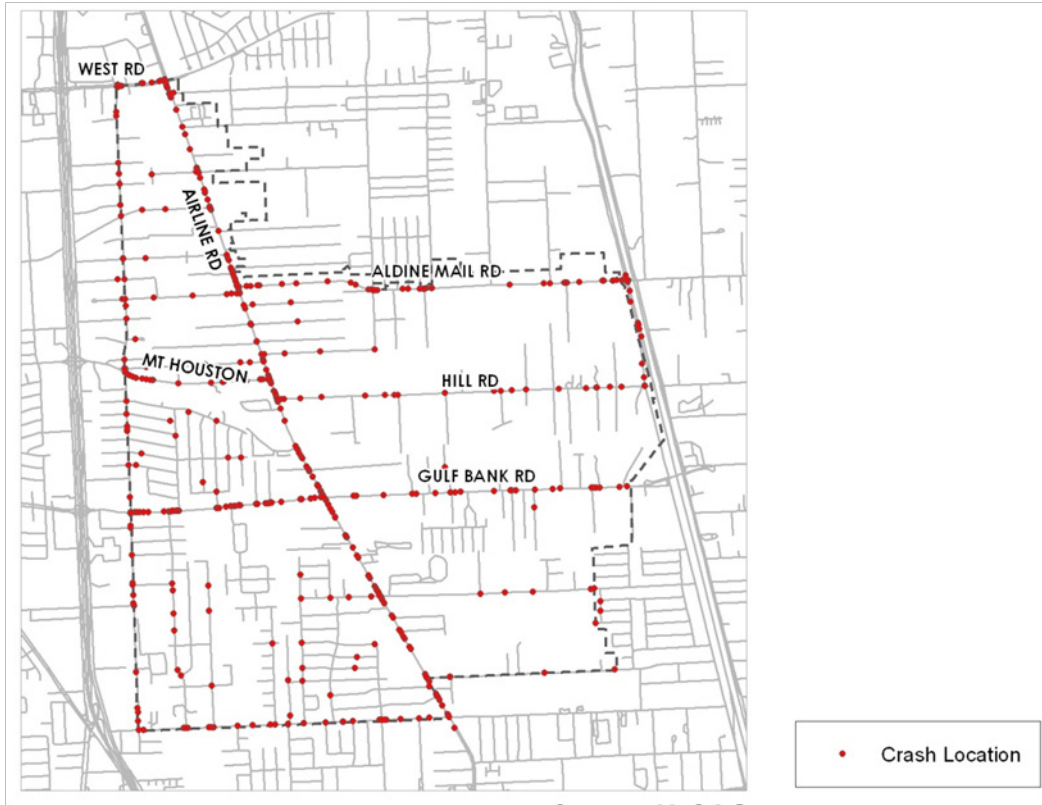 WEST RD
AIRLINE RD
ALDINE MAIL RD
MT HOUSTON
HILL RD
GULF BANK RD
Crash Location